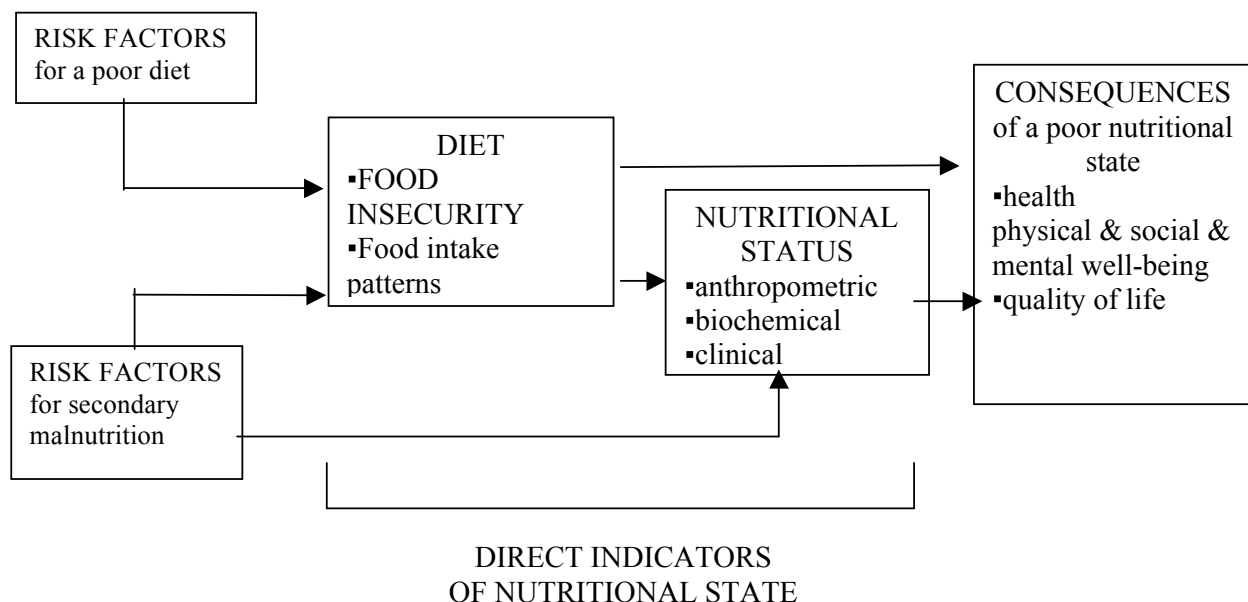 RISK FACTORS
for a poor diet
DIET
▪FOOD
INSECURITY
▪Food intake
patterns
RISK FACTORS
for secondary
malnutrition
NUTRITIONAL
STATUS
▪anthropometric
▪biochemical
▪clinical
CONSEQUENCES
of a poor nutritional
state
▪health
physical & social &
mental well-being
▪quality of life
DIRECT INDICATORS
OF NUTRITIONAL STATE